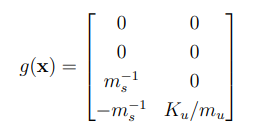 g(𝐱) = [ 0 0
0 0
m_s^{-1} 0
-m_s^{-1} K_u/m_u ]